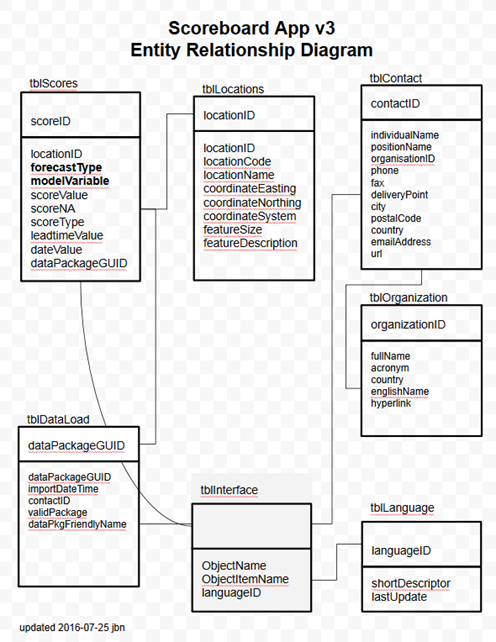 Scoreboard App v3
Entity Relationship Diagram
tblScores
scoreID
locationID
forecastType
modelVariable
scoreValue
scoreNA
scoreType
leadtimeValue
dateValue
dataPackageGUID
tblLocations
locationID
locationID
locationCode
locationName
coordinateEasting
coordinateNorthing
coordinateSystem
featureSize
featureDescription
tblContact
contactID
individualName
positionName
organisationID
phone
fax
deliveryPoint
city
postalCode
country
emailAddress
url
tblOrganization
organizationID
fullName
acronym
country
englishName
hyperlink
tblDataLoad
dataPackageGUID
dataPackageGUID
importDateTime
contactID
validPackage
dataPkgFriendlyName
tblInterface
ObjectName
ObjectItemName
languageID
tblLanguage
languageID
shortDescriptor
lastUpdate
updated 2016-07-25 jbn